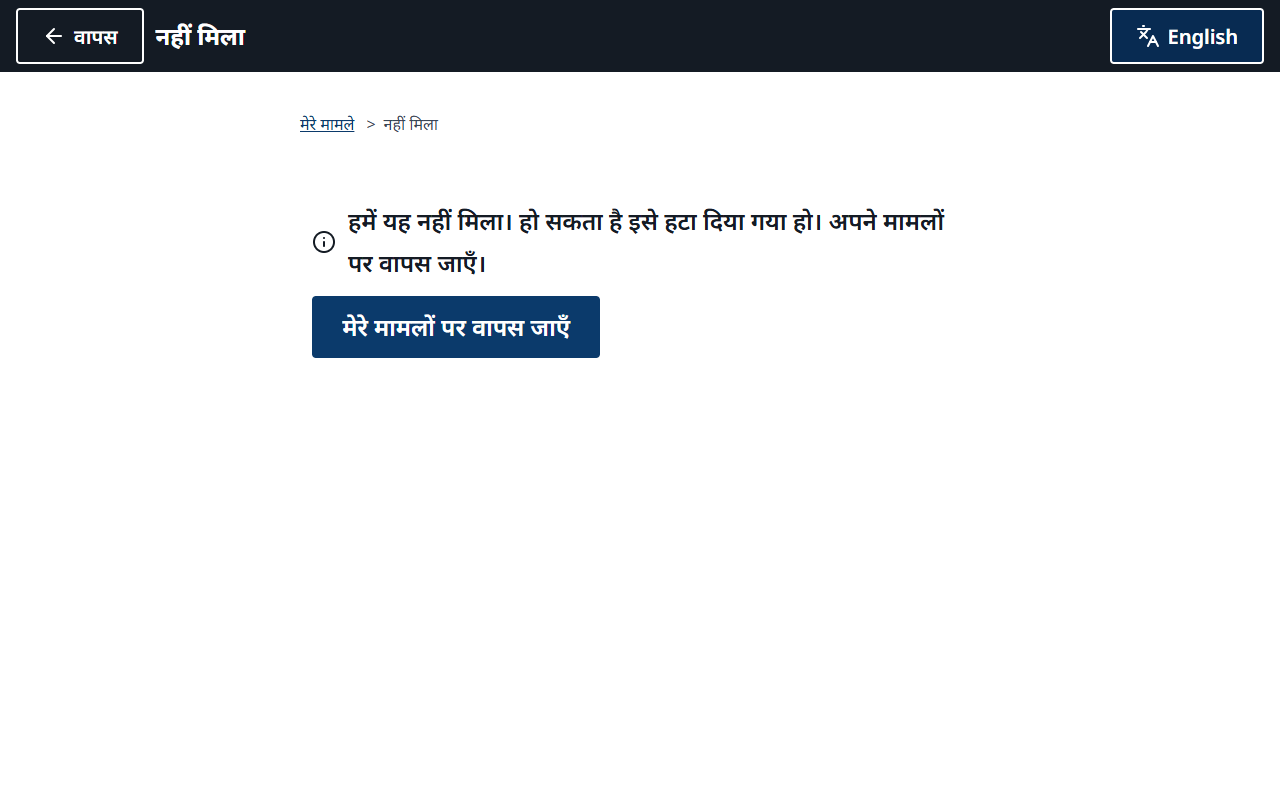 वापस
नहीं मिला
English
मेरे मामले > नहीं मिला
हमें यह नहीं मिला। हो सकता है इसे हटा दिया गया हो। अपने मामलों
पर वापस जाएँ।
मेरे मामलों पर वापस जाएँ